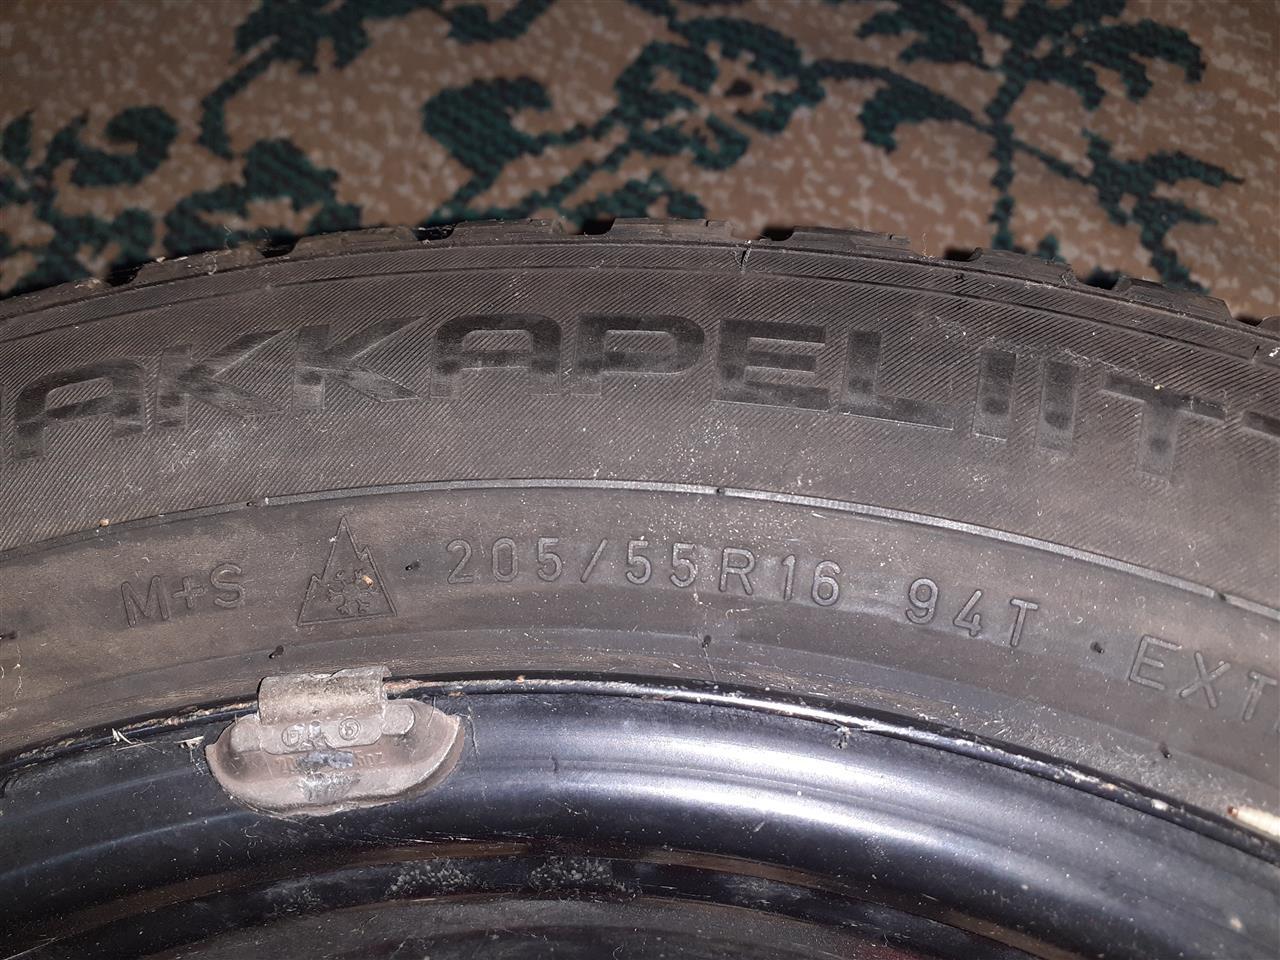 AKKAPELIIT
M+S 205/55R16 94T EXT